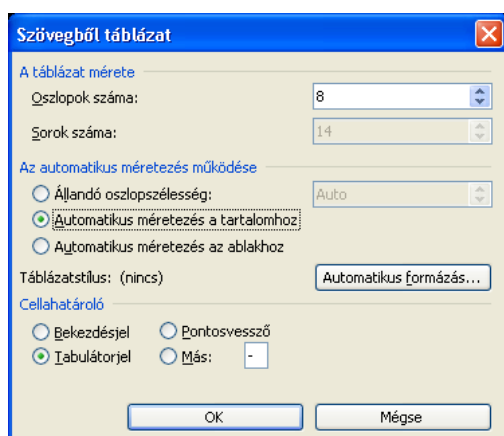 Szövegből táblázat
A táblázat mérete
Oszlopok száma: 8
Sorok száma: 14
Az automatikus méretezés működése
Állandó oszlopszélesség: Auto
Automatikus méretezés a tartalomhoz
Automatikus méretezés az ablakhoz
Táblázatstílus: (nincs) Automatikus formázás...
Cellahatároló
Bekezdésjel Pontosvessző
Tabulátorjel Más: -
OK Mégse